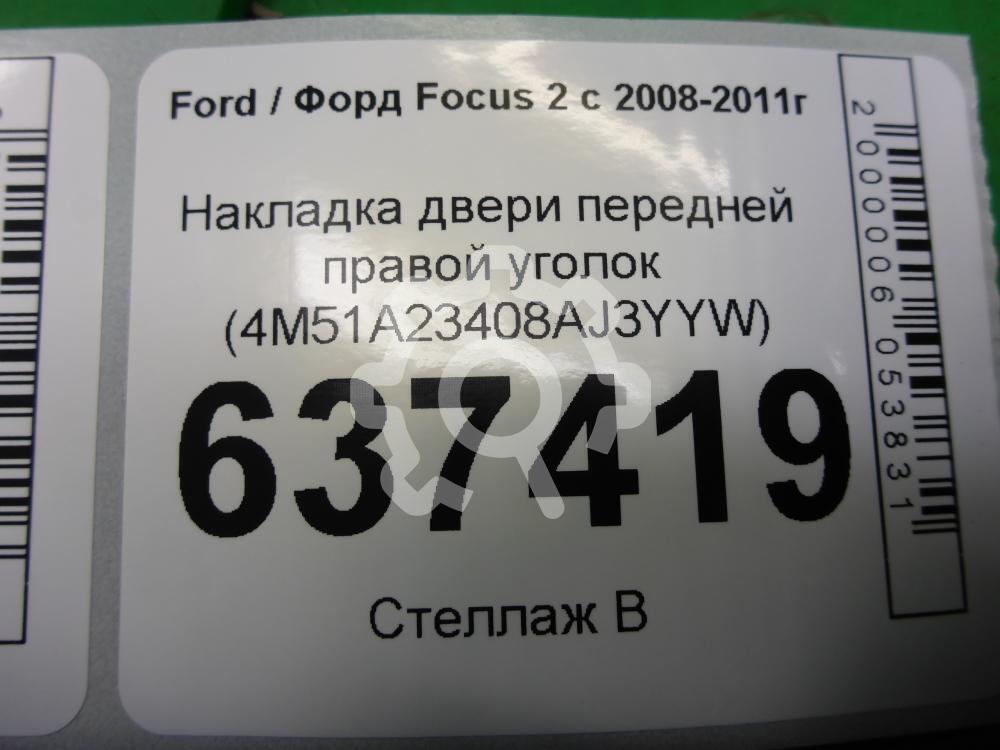 Ford / Форд Focus 2 с 2008-2011г
Накладка двери передней
правой уголок
(4M51A23408AJ3YYW)
637419
Стеллаж В
2000006053831